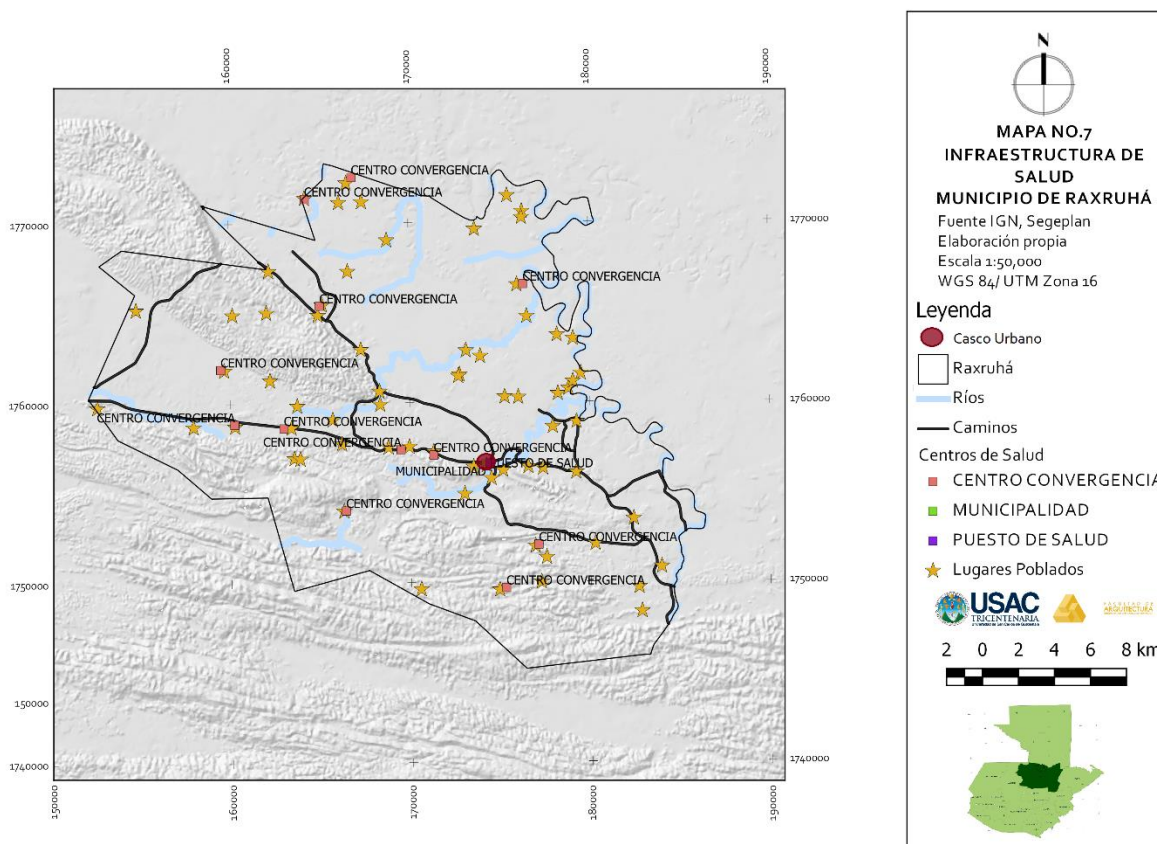 160000
170000
180000
190000
CENTRO CONVERGENCIA
CENTRO CONVERGENCIA
1770000
1770000
CENTRO CONVERGENCIA
CENTRO CONVERGENCIA
CENTRO CONVERGENCIA
1760000
1760000
CENTRO CONVERGENCIA
CENTRO CONVERGENCIA
CENTRO CONVERGENCIA
CENTRO CONVERGENCIA
MUNICIPALIDAD
PUESTO DE SALUD
CENTRO CONVERGENCIA
CENTRO CONVERGENCIA
1750000
CENTRO CONVERGENCIA
1750000
150000
1740000
1740000
150000
160000
170000
180000
190000
N
MAPA NO.7
INFRAESTRUCTURA DE
SALUD
MUNICIPIO DE RAXRUHÁ
Fuente IGN, Segeplan
Elaboración propia
Escala 1:50,000
WGS 84/ UTM Zona 16
Leyenda
Casco Urbano
Raxruhá
Ríos
Caminos
Centros de Salud
CENTRO CONVERGENCIA
MUNICIPALIDAD
PUESTO DE SALUD
Lugares Poblados
USAC
TRICENTENARIA
ARQUITECTURA
2 0 2 4 6 8 km